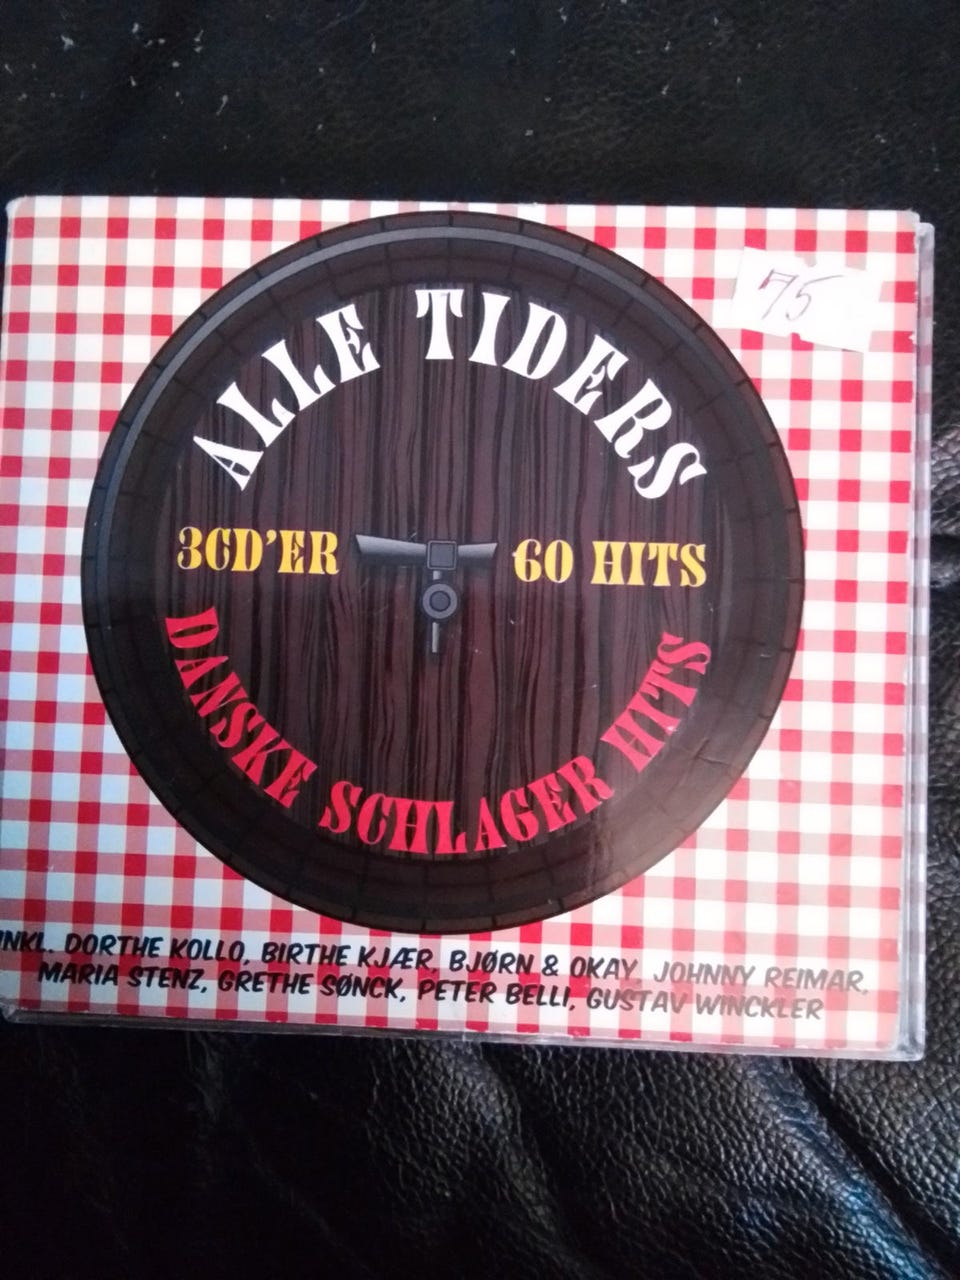 ALLE TIDERS
75
3CD'ER
60 HITS
DANSKE SCHLAGER HITS
INKL. DORTHE KOLLO, BIRTHE KJÆR, BJØRN & OKAY, JOHNNY REIMAR,
MARIA STENZ, GRETHE SØNCK, PETER BELLI, GUSTAV WINCKLER